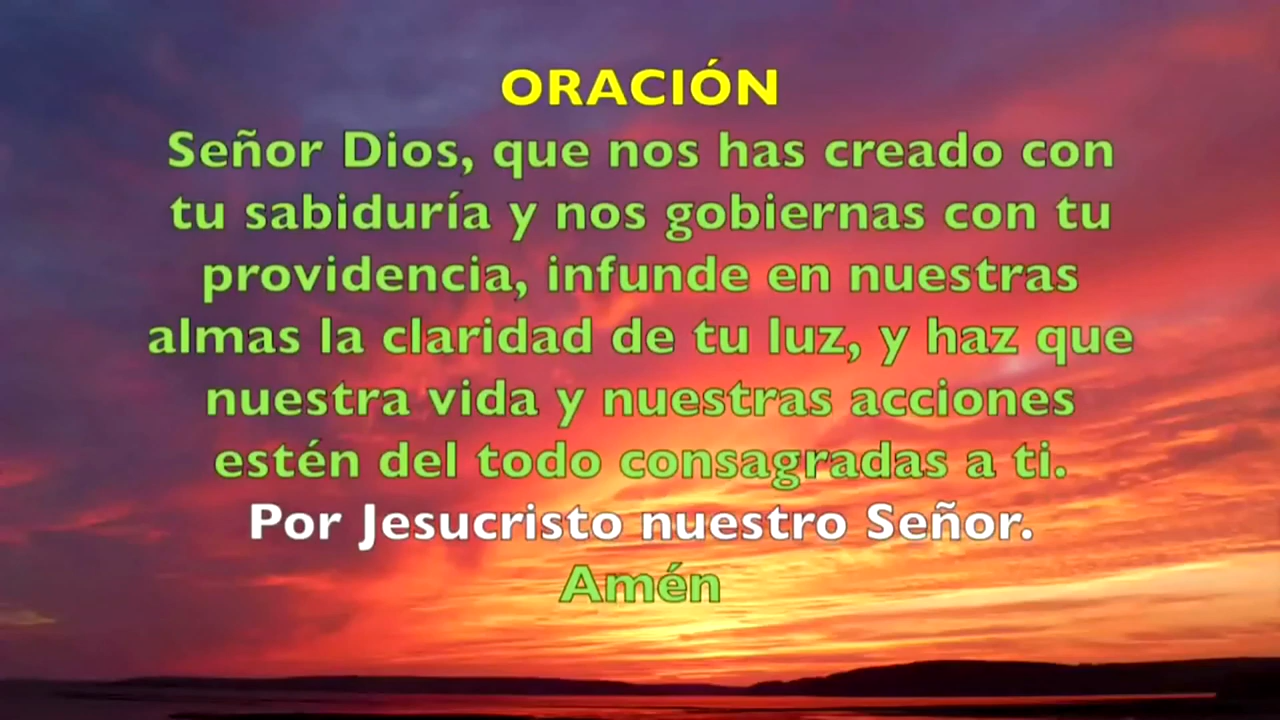 ORACIÓN
Señor Dios, que nos has creado con
tu sabiduría y nos gobiernas con tu
providencia, infunde en nuestras
almas la claridad de tu luz, y haz que
nuestra vida y nuestras acciones
estén del todo consagradas a ti.
Por Jesucristo nuestro Señor.
Amén